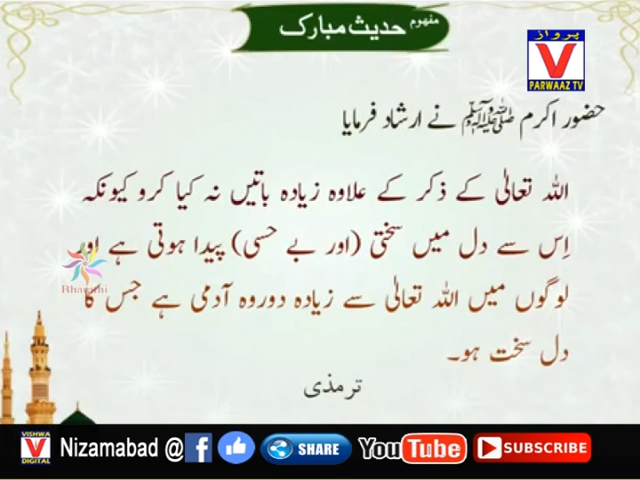 مفہوم حدیث مبارک
پرواز
V
PARWAAZ TV
حضور اکرم ﷺ نے ارشاد فرمایا
اللہ تعالیٰ کے ذکر کے علاوہ زیادہ باتیں نہ کیا کرو کیونکہ
اِس سے دل میں سختی (اور بے حسی) پیدا ہوتی ہے اور
لوگوں میں اللہ تعالیٰ سے زیادہ دور وہ آدمی ہے جس کا
دل سخت ہو۔
ترمذی
Bharathi
VISHWA
V
DIGITAL
Nizamabad @ f SHARE YouTube SUBSCRIBE